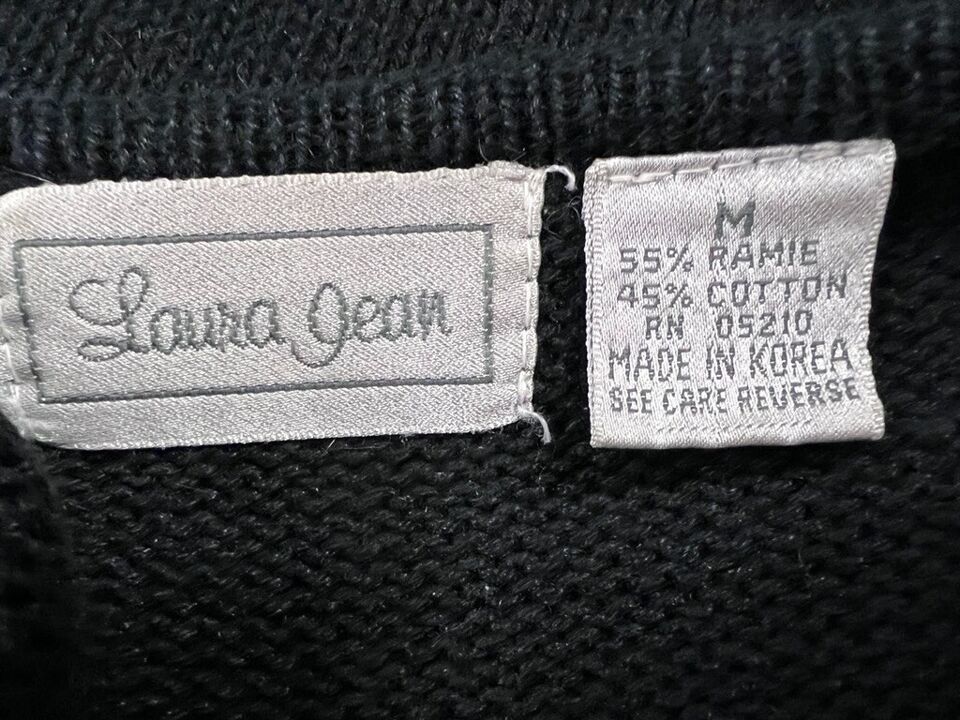 Laura Jean
M
55% RAMIE
45% COTTON
RN 05210
MADE IN KOREA
SEE CARE REVERSE